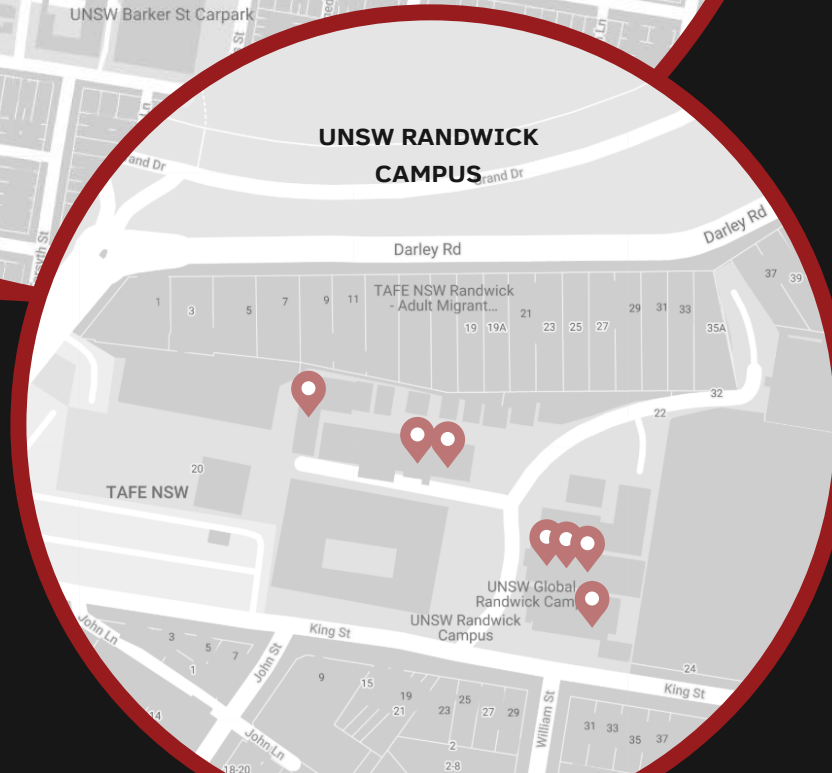 UNSW Barker St Carpark
UNSW RANDWICK
CAMPUS
Grand Dr
Darley Rd
Darley Rd
37
39
TAFE NSW Randwick
- Adult Migrant...
1
3
5
7
9
11
19
19A
21
23
25
27
29
31
33
35A
32
22
20
TAFE NSW
UNSW Global
Randwick Cam
UNSW Randwick
Campus
King St
John Ln
3
5
7
1
John St
24
King St
9
15
19
21
23
25
27
29
William St
31
33
35
37
14
John Ln
2
2-8
18-20